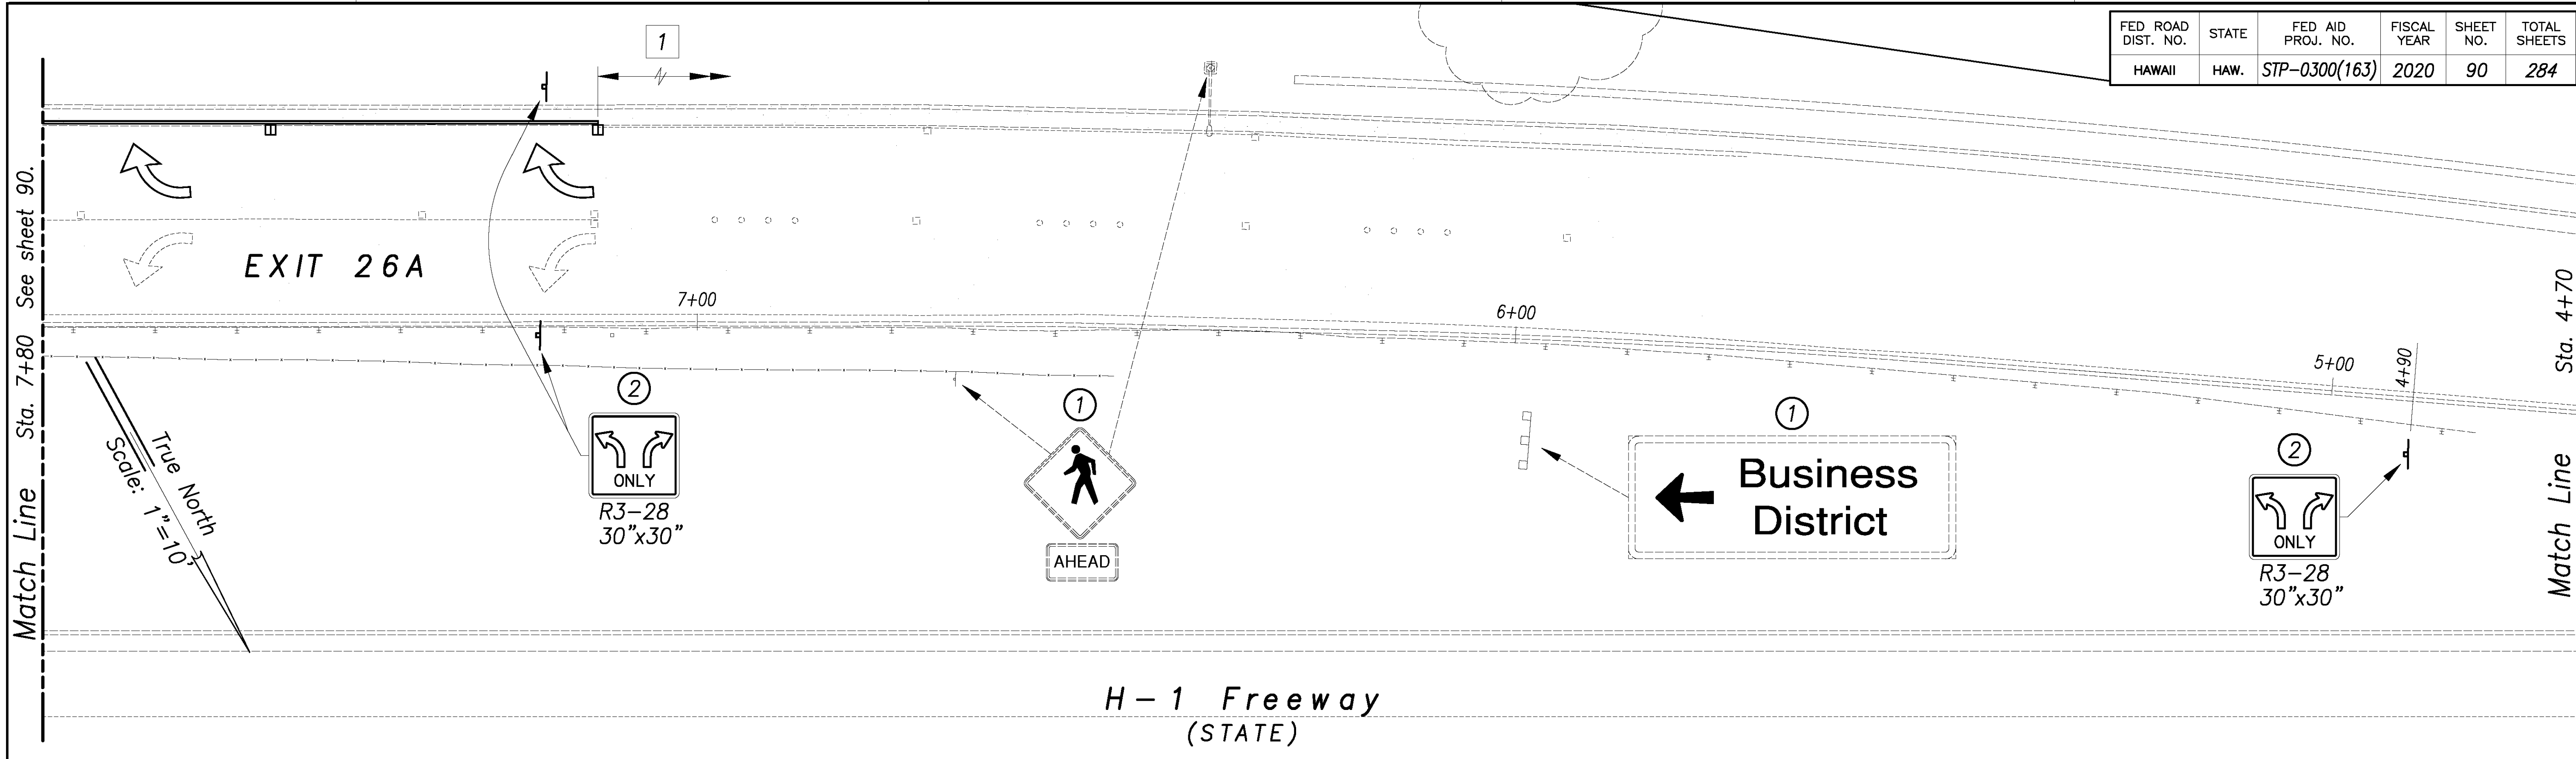 FED ROAD DIST. NO. STATE FED AID PROJ. NO. FISCAL YEAR SHEET NO. TOTAL SHEETS
HAWAII HAW. STP-0300(163) 2020 90 284
1
Match Line Sta. 7+80 See sheet 90.
EXIT 26A
7+00
6+00
5+00
4+90
Match Line Sta. 4+70
True North
Scale: 1"=10'
2
ONLY
R3-28
30"x30"
1
AHEAD
1
Business
District
2
ONLY
R3-28
30"x30"
H-1 Freeway
(STATE)